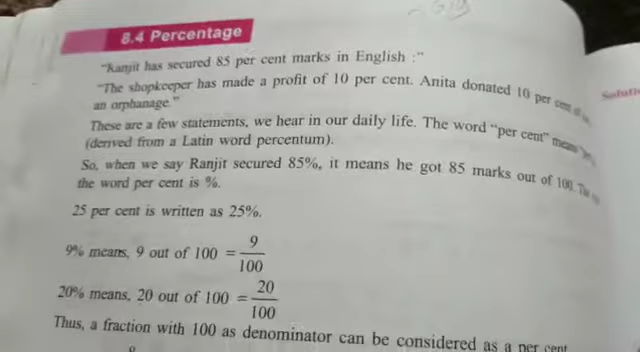 8.4 Percentage
"Ranjit has secured 85 per cent marks in English :"
"The shopkeeper has made a profit of 10 per cent. Anita donated 10 per cent
an orphanage."
These are a few statements, we hear in our daily life. The word "per cent" means
(derived from a Latin word percentum).
So, when we say Ranjit secured 85%, it means he got 85 marks out of 100. The
the word per cent is %.
25 per cent is written as 25%.
9% means, 9 out of 100 = 9/100
20% means, 20 out of 100 = 20/100
Thus, a fraction with 100 as denominator can be considered as a per cent